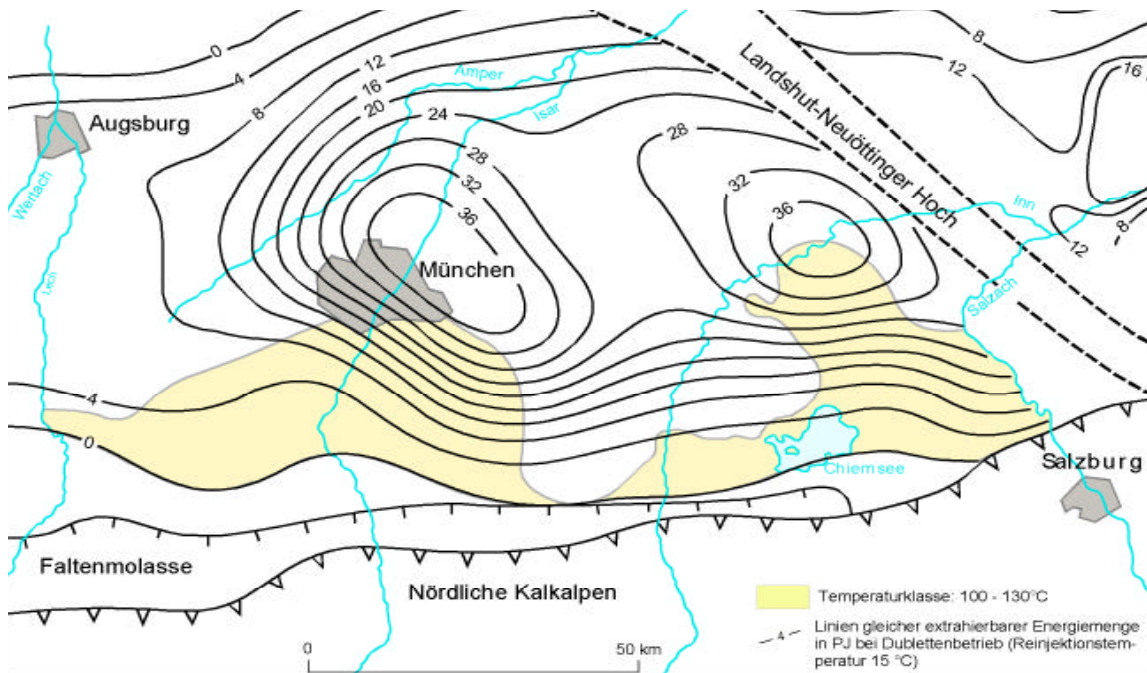 0
4
8
12
16
20
24
28
32
36
28
32
36
8
12
16
12
8
4
0
Amper
Isar
Augsburg
Wertach
Lech
München
Landshut-Neuöttinger Hoch
Inn
Salzach
Chiemsee
Salzburg
Faltenmolasse
Nördliche Kalkalpen
0
50 km
Temperaturklasse: 100 - 130°C
4
Linien gleicher extrahierbarer Energiemenge
in PJ bei Dublettenbetrieb (Reinjektionstem-
peratur 15 °C)